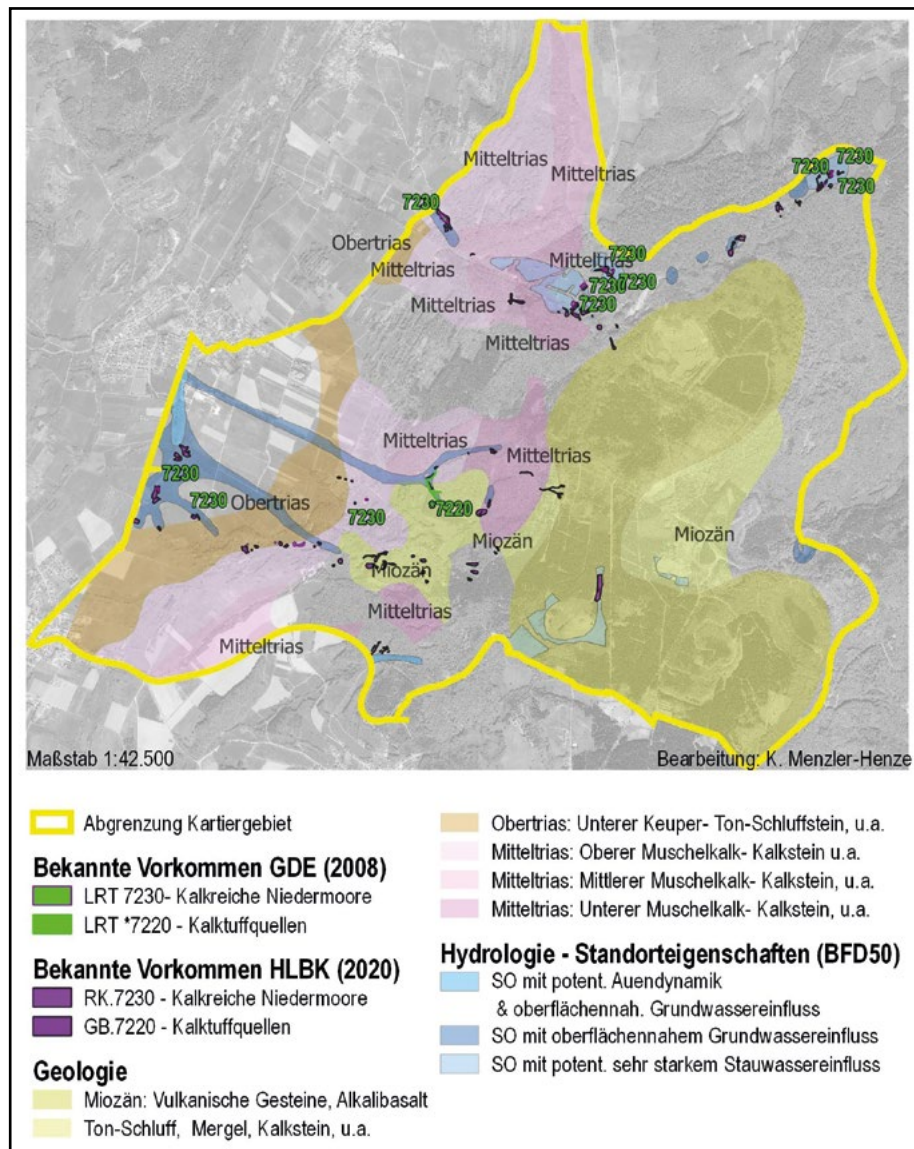 Mitteltrias
Mitteltrias
7230
7230
7230
7230
Obertrias
Mitteltrias
Mitteltrias
7230
7230
7230
Mitteltrias
7230
Mitteltrias
Mitteltrias
Mitteltrias
7230
7230
Obertrias
7230
*7220
Miozän
Miozän
Miozän
Mitteltrias
Mitteltrias
Maßstab 1:42.500
Bearbeitung: K. Menzler-Henze
Abgrenzung Kartiergebiet
Bekannte Vorkommen GDE (2008)
LRT 7230- Kalkreiche Niedermoore
LRT *7220 - Kalktuffquellen
Bekannte Vorkommen HLBK (2020)
RK.7230 - Kalkreiche Niedermoore
GB.7220 - Kalktuffquellen
Geologie
Miozän: Vulkanische Gesteine, Alkalibasalt
Ton-Schluff, Mergel, Kalkstein, u.a.
Obertrias: Unterer Keuper- Ton-Schluffstein, u.a.
Mitteltrias: Oberer Muschelkalk- Kalkstein u.a.
Mitteltrias: Mittlerer Muschelkalk- Kalkstein, u.a.
Mitteltrias: Unterer Muschelkalk- Kalkstein, u.a.
Hydrologie - Standorteigenschaften (BFD50)
SO mit potent. Auendynamik
& oberflächennah. Grundwassereinfluss
SO mit oberflächennahem Grundwassereinfluss
SO mit potent. sehr starkem Stauwassereinfluss